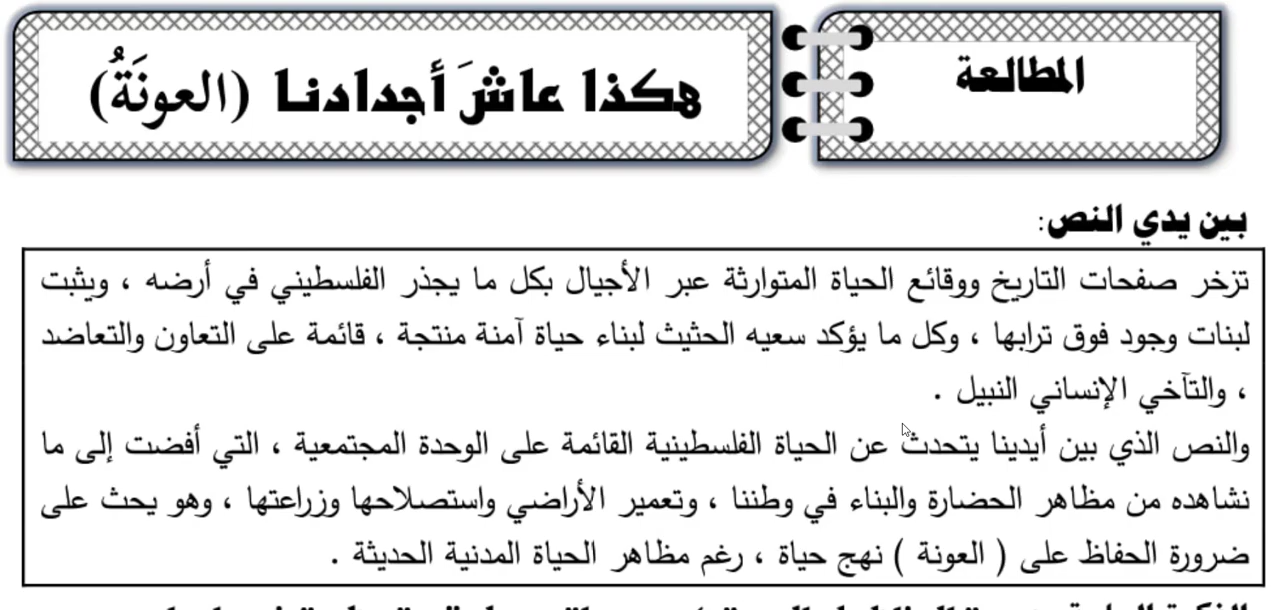 المطالعة
هكذا عاشَ أجدادنا (العونَةُ)
بين يدي النص:
تزخر صفحات التاريخ ووقائع الحياة المتوارثة عبر الأجيال بكل ما يجذر الفلسطيني في أرضه ، ويثبت
لبنات وجود فوق ترابها ، وكل ما يؤكد سعيه الحثيث لبناء حياة آمنة منتجة ، قائمة على التعاون والتعاضد
، والتآخي الإنساني النبيل .
والنص الذي بين أيدينا يتحدث عن الحياة الفلسطينية القائمة على الوحدة المجتمعية ، التي أفضت إلى ما
نشاهده من مظاهر الحضارة والبناء في وطننا ، وتعمير الأراضي واستصلاحها وزراعتها ، وهو يحث على
ضرورة الحفاظ على ( العونة ) نهج حياة ، رغم مظاهر الحياة المدنية الحديثة .